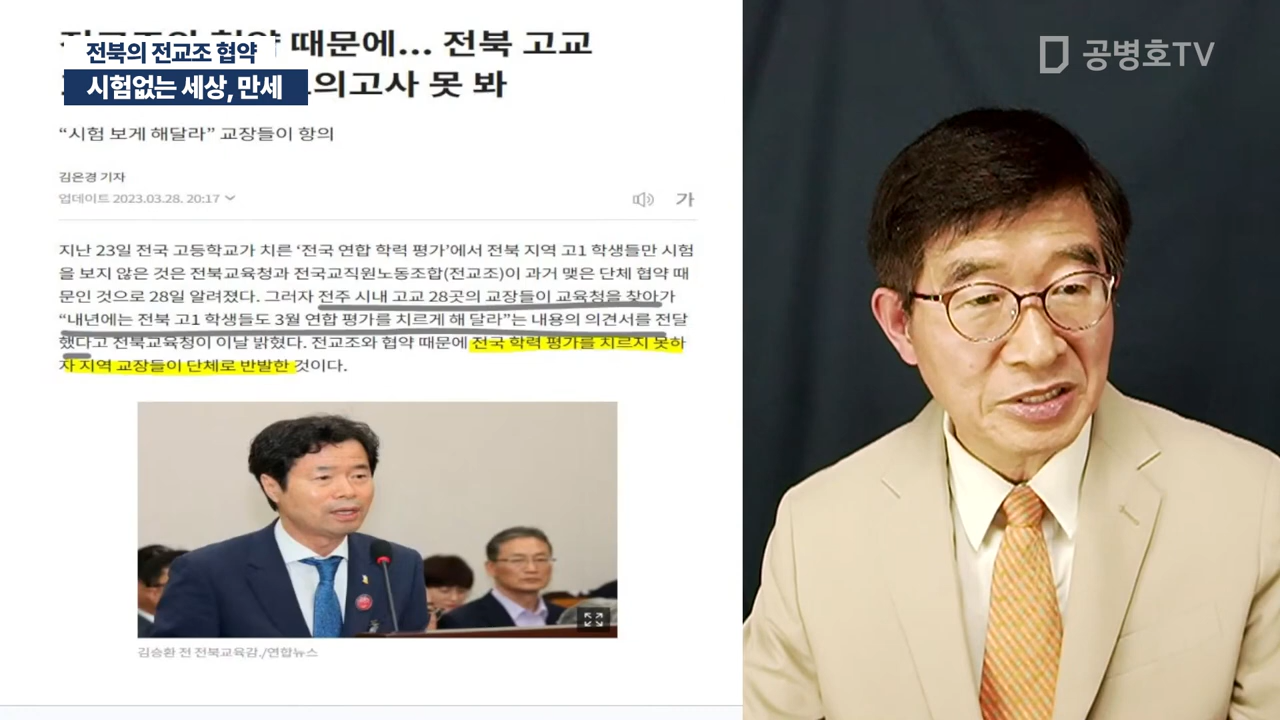 때문에... 전북 고교
전북의 전교조 협약
시험없는 세상, 만세
의고사 못 봐
공병호TV
“시험 보게 해달라” 교장들이 항의
김은경 기자
업데이트 2023.03.28. 20:17
가
지난 23일 전국 고등학교가 치른 ‘전국 연합 학력 평가’에서 전북 지역 고1 학생들만 시험
을 보지 않은 것은 전북교육청과 전국교직원노동조합(전교조)이 과거 맺은 단체 협약 때
문인 것으로 28일 알려졌다. 그러자 전주 시내 고교 28곳의 교장들이 교육청을 찾아가
“내년에는 전북 고1 학생들도 3월 연합 평가를 치르게 해 달라”는 내용의 의견서를 전달
했다고 전북교육청이 이날 밝혔다. 전교조와 협약 때문에 전국 학력 평가를 치르지 못하
자 지역 교장들이 단체로 반발한 것이다.
김승환 전 전북교육감./연합뉴스